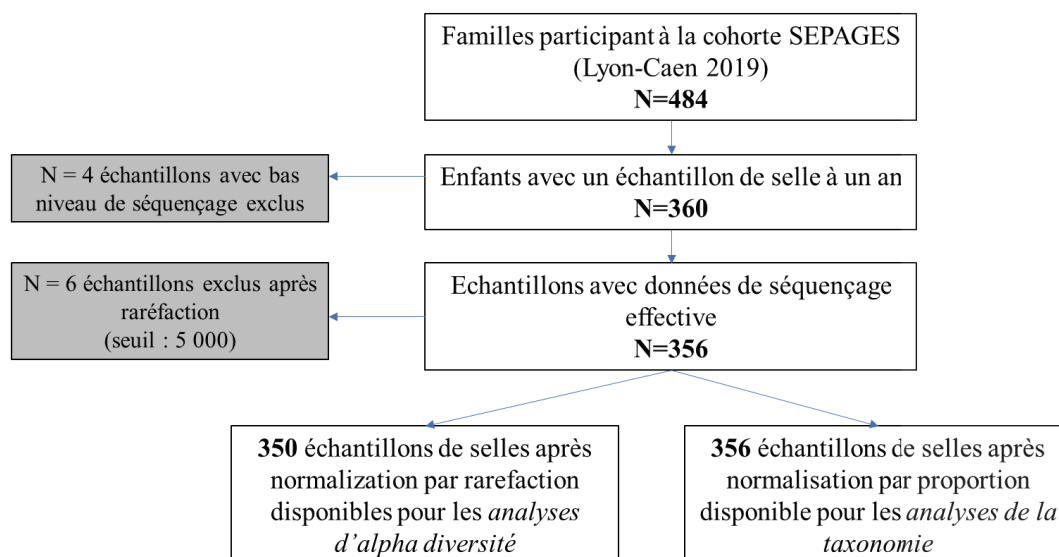 Familles participant à la cohorte SEPAGES
(Lyon-Caen 2019)
N=484
N = 4 échantillons avec bas
niveau de séquençage exclus
Enfants avec un échantillon de selle à un an
N=360
N = 6 échantillons exclus après
raréfaction
(seuil : 5 000)
Echantillons avec données de séquençage
effective
N=356
350 échantillons de selles après
normalization par rarefaction
disponibles pour les analyses
d’alpha diversité
356 échantillons de selles après
normalisation par proportion
disponible pour les analyses de la
taxonomie